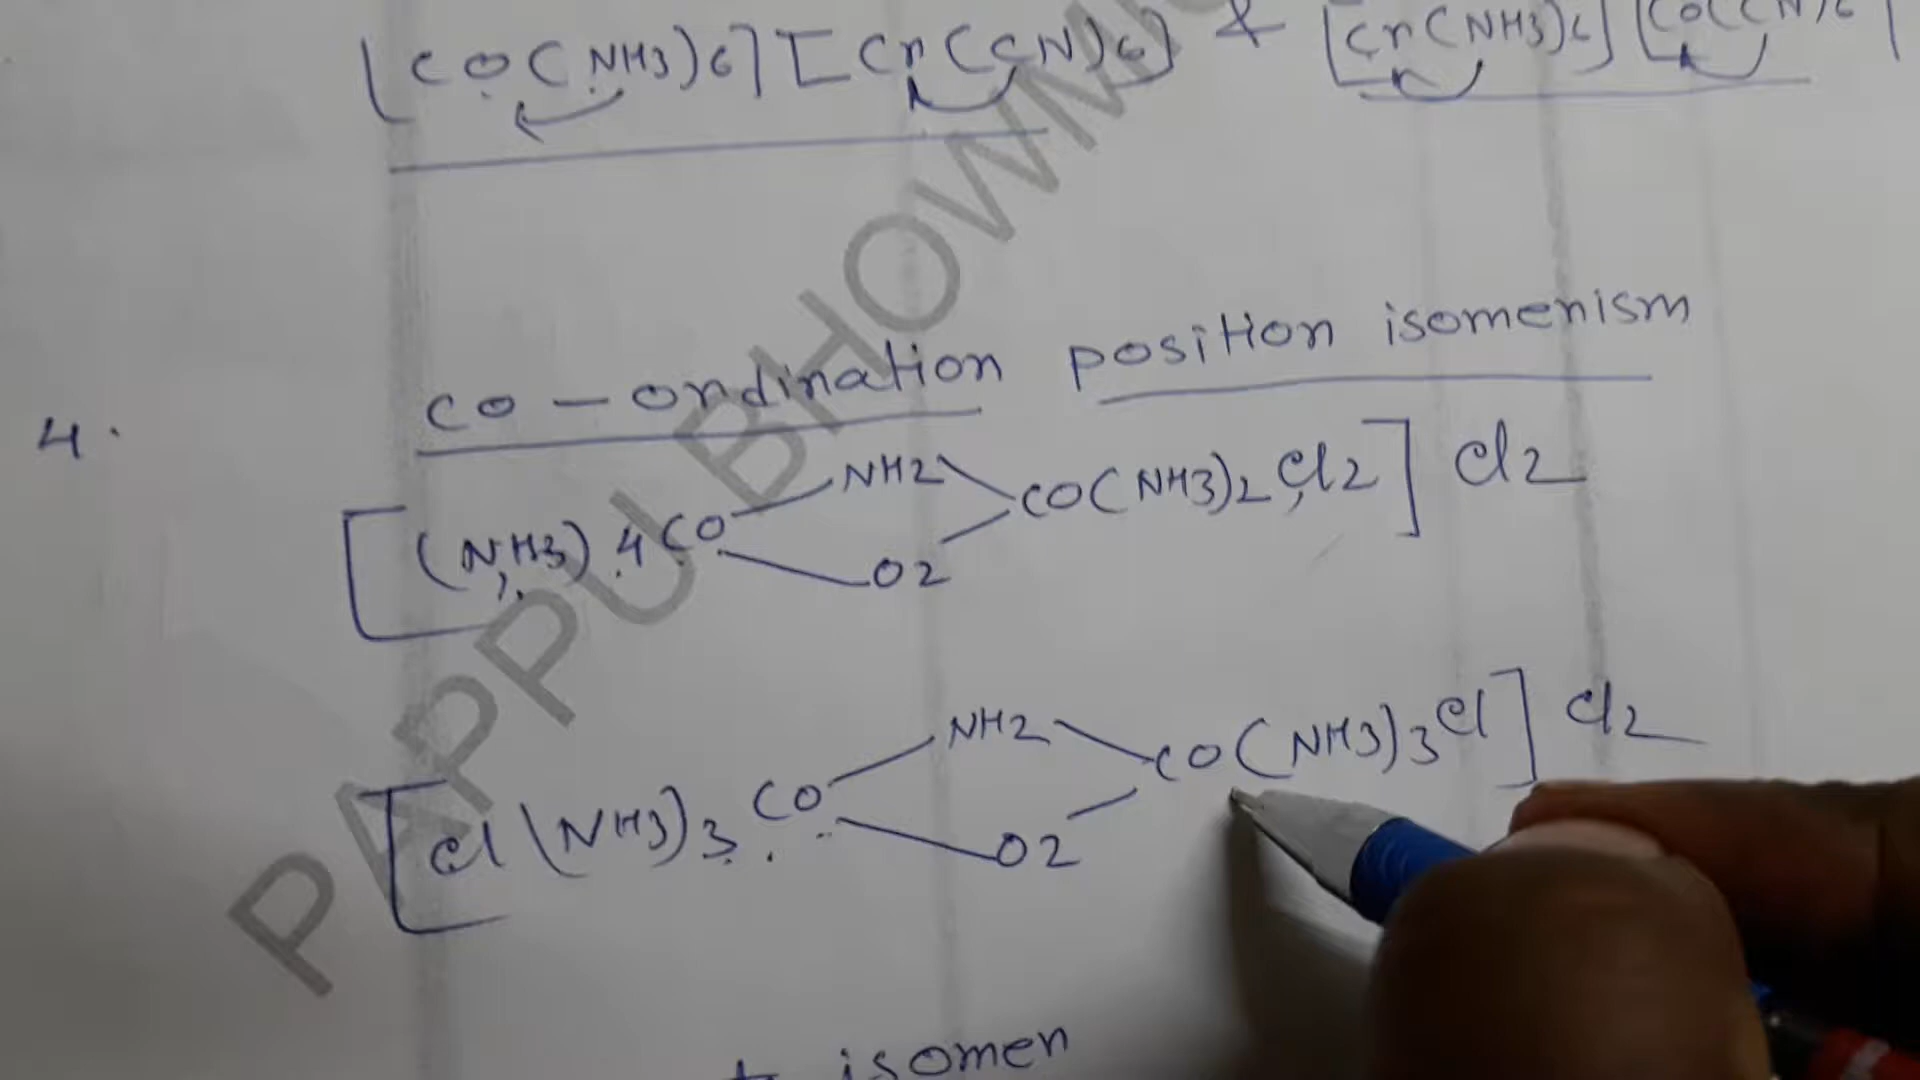 [Co(NH3)6][Cr(CN)6] & [Cr(NH3)6][Co(CN)6]
4. Co-ordination position isomerism
NH2
[(NH3)4Co Co(NH3)2Cl2]Cl2
O2
NH2
[Cl(NH3)3Co Co(NH3)3Cl]Cl2
O2
isomer
PAPPU BHOWM